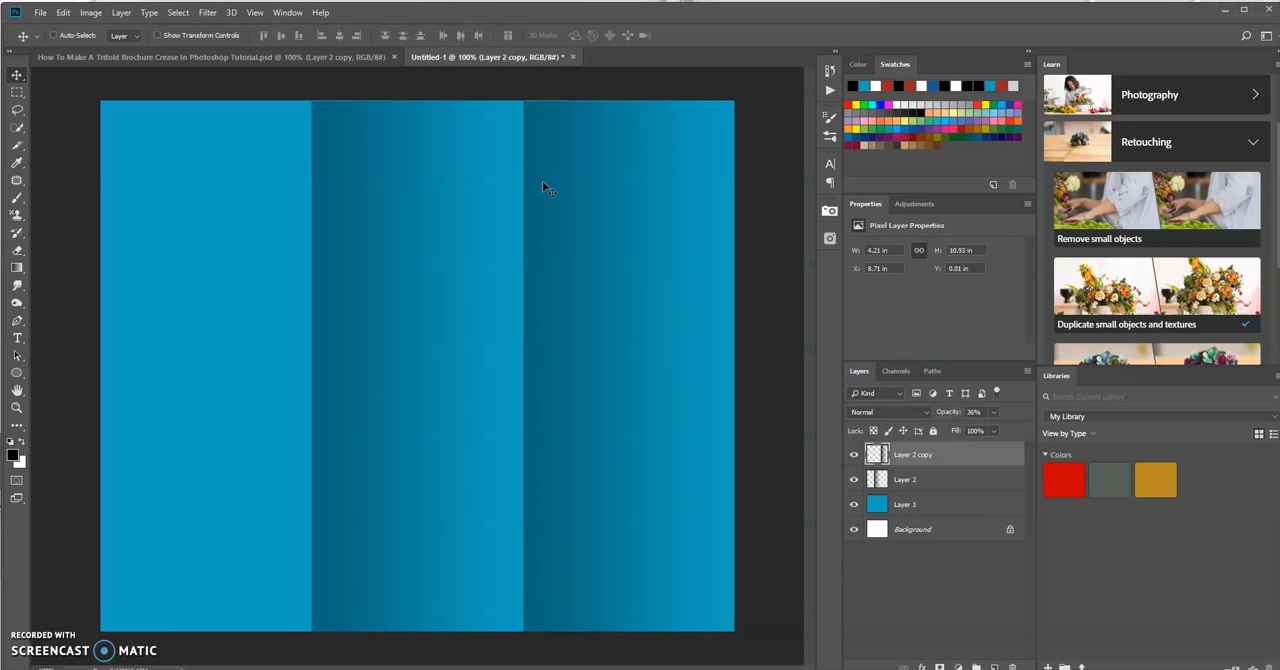 Ps File Edit Image Layer Type Select Filter 3D View Window Help
Auto-Select: Layer Show Transform Controls 3D Mode:
How To Make A Trifold Brochure Crease In Photoshop Tutorial.psd @ 100% (Layer 2 copy, RGB/8#) × Untitled-1 @ 100% (Layer 2 copy, RGB/8#) * ×
Color Swatches
Learn
Photography
Retouching
Remove small objects
Duplicate small objects and textures
Properties Adjustments
Pixel Layer Properties
W: 4.21 in H: 10.93 in
X: 8.71 in Y: 0.01 in
Layers Channels Paths
Kind
Normal Opacity: 36%
Lock: Fill: 100%
Layer 2 copy
Layer 2
Layer 1
Background
Libraries
Search Current Library
My Library
View by Type
Colors
RECORDED WITH
SCREENCAST MATIC